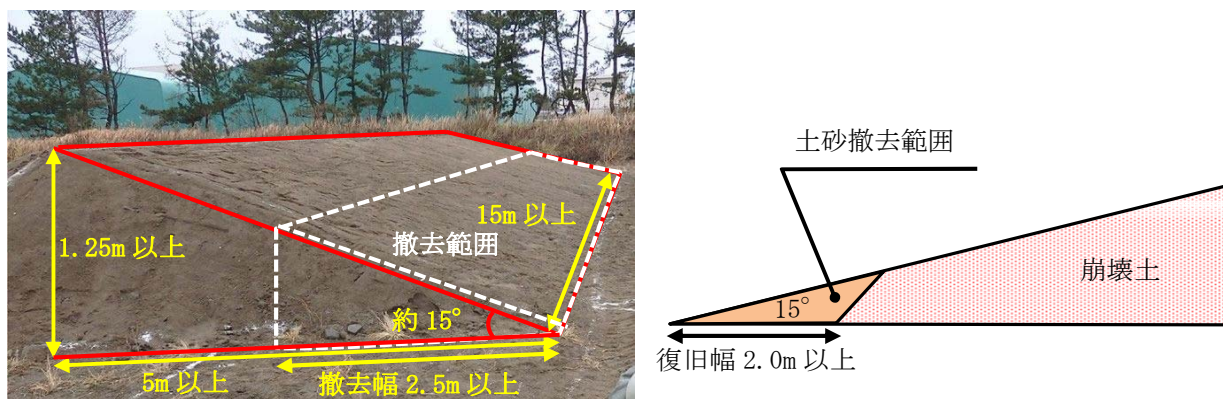 1.25m 以上
15m 以上
撤去範囲
約 15°
5m 以上
撤去幅 2.5m 以上
土砂撤去範囲
崩壊土
15°
復旧幅 2.0m 以上